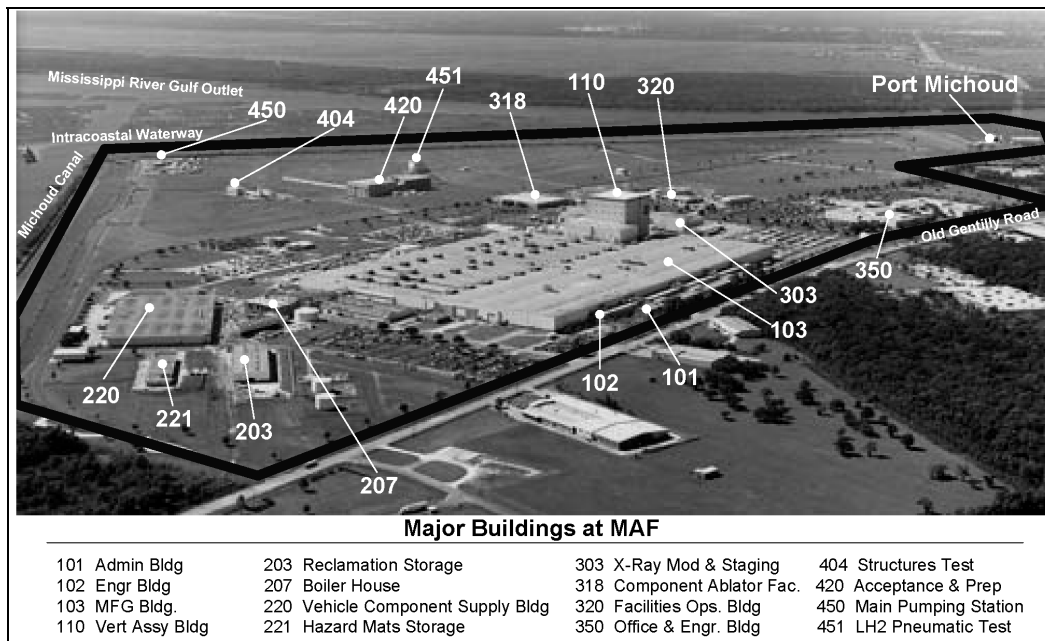 451
Mississippi River Gulf Outlet
110
Port Michoud
420
318
320
450
404
Intracoastal Waterway
Michoud Canal
Old Gentilly Road
350
303
103
220
221
203
102
101
207
Major Buildings at MAF
101 Admin Bldg
102 Engr Bldg
103 MFG Bldg.
110 Vert Assy Bldg
203 Reclamation Storage
207 Boiler House
220 Vehicle Component Supply Bldg
221 Hazard Mats Storage
303 X-Ray Mod & Staging
318 Component Ablator Fac.
320 Facilities Ops. Bldg
350 Office & Engr. Bldg
404 Structures Test
420 Acceptance & Prep
450 Main Pumping Station
451 LH2 Pneumatic Test